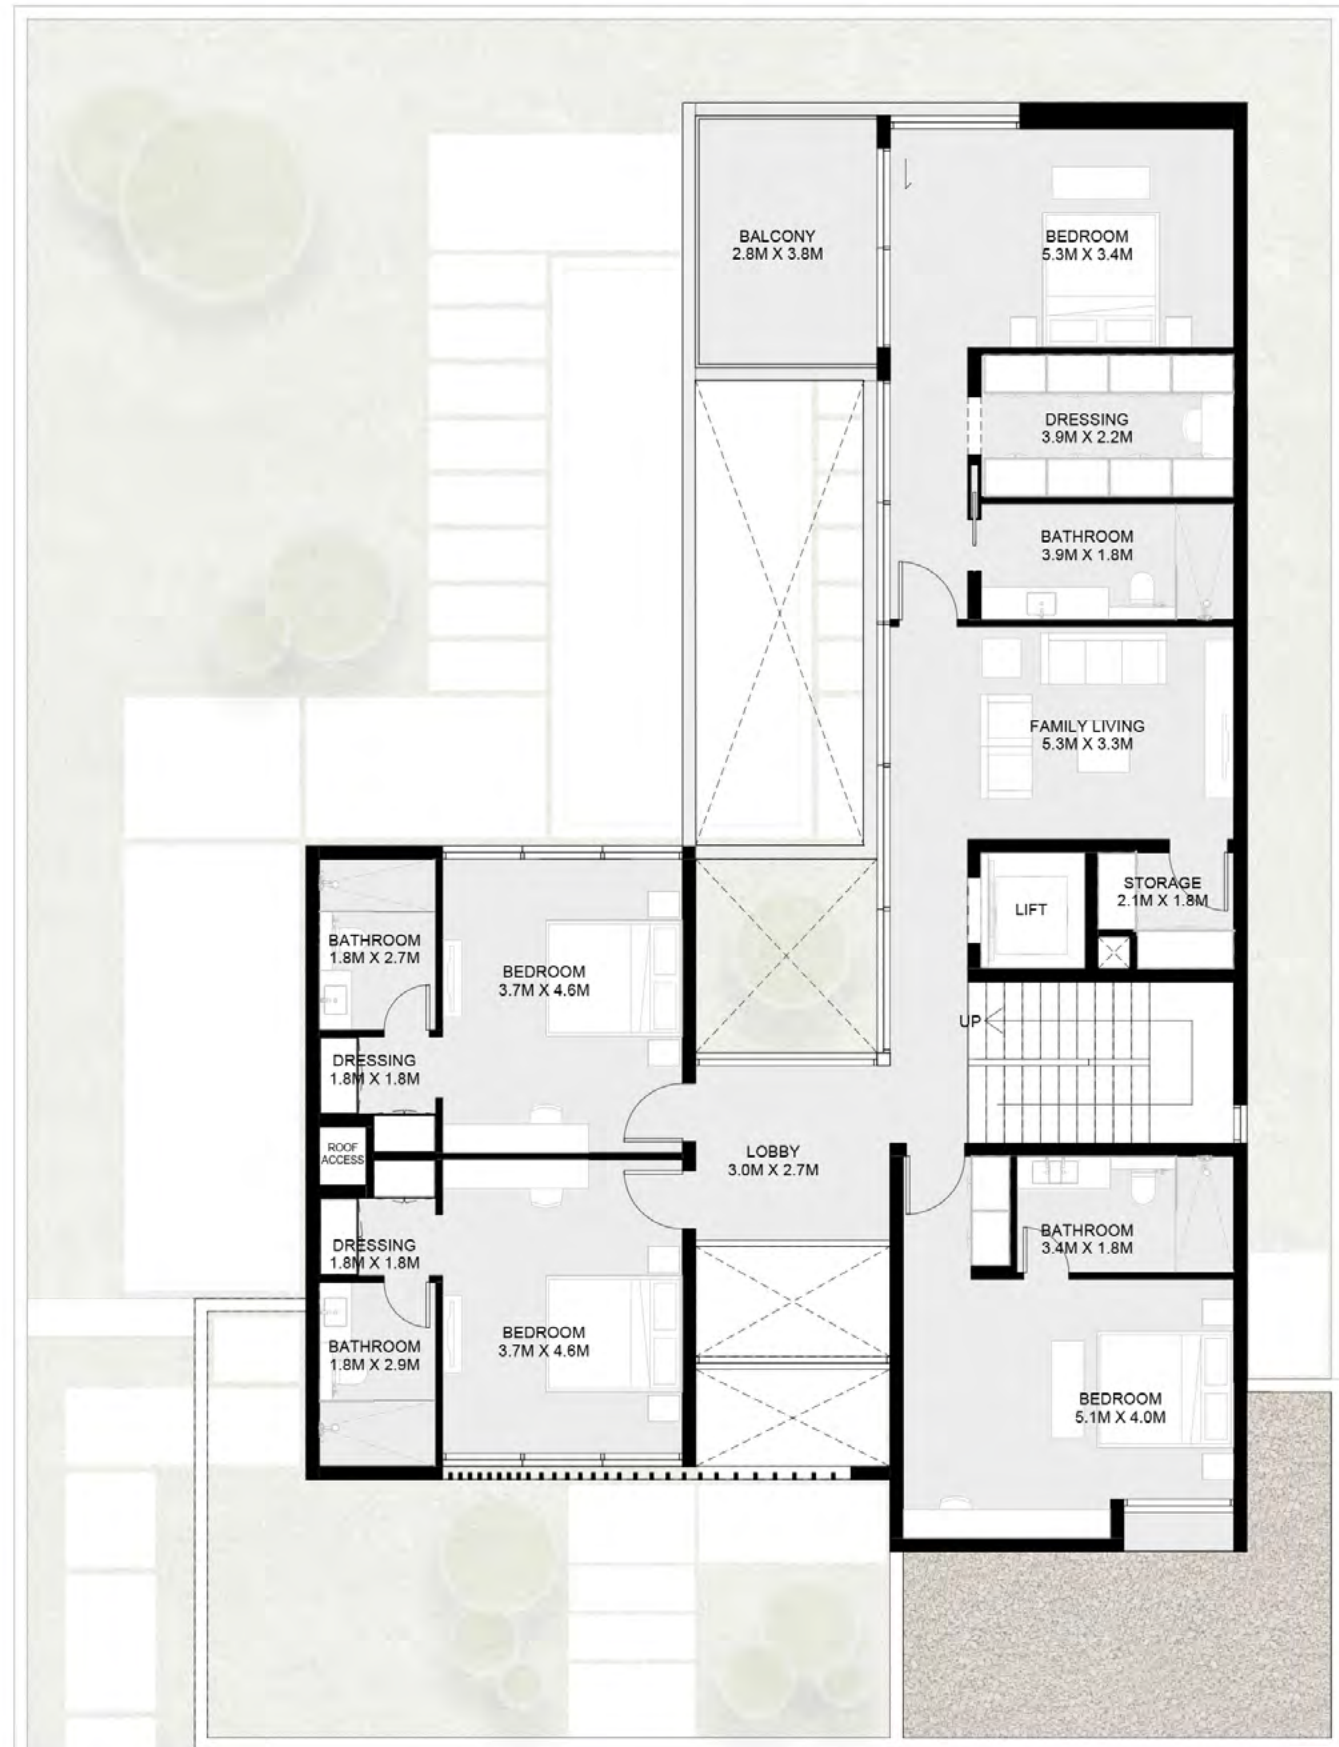 BALCONY
2.8M X 3.8M
BEDROOM
5.3M X 3.4M
DRESSING
3.9M X 2.2M
BATHROOM
3.9M X 1.8M
FAMILY LIVING
5.3M X 3.3M
STORAGE
2.1M X 1.8M
LIFT
BATHROOM
1.8M X 2.7M
BEDROOM
3.7M X 4.6M
UP
DRESSING
1.8M X 1.8M
ROOF
ACCESS
LOBBY
3.0M X 2.7M
DRESSING
1.8M X 1.8M
BATHROOM
3.4M X 1.8M
BATHROOM
1.8M X 2.9M
BEDROOM
3.7M X 4.6M
BEDROOM
5.1M X 4.0M